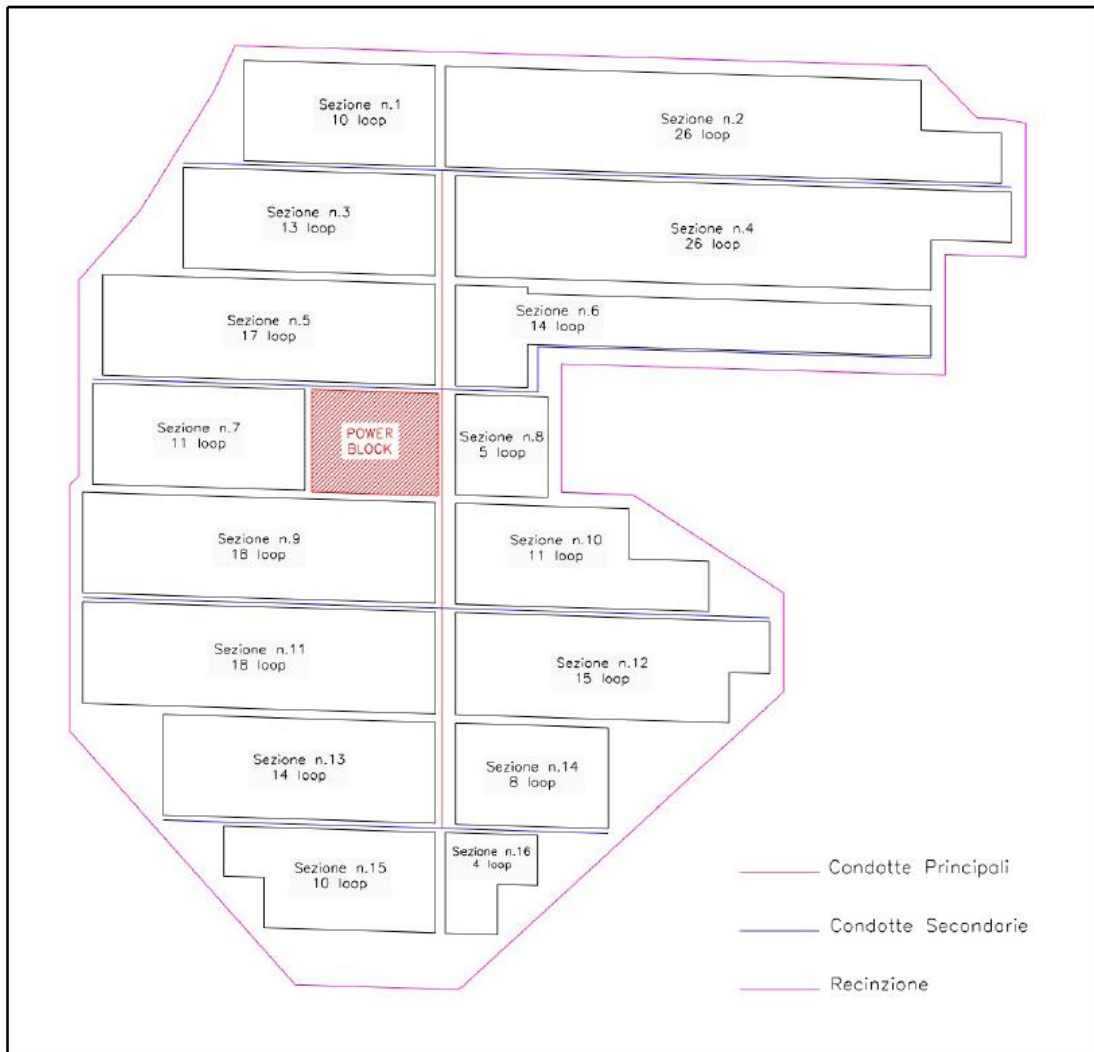 Sezione n.1
10 loop
Sezione n.2
26 loop
Sezione n.3
13 loop
Sezione n.4
26 loop
Sezione n.5
17 loop
Sezione n.6
14 loop
Sezione n.7
11 loop
POWER
BLOCK
Sezione n.8
5 loop
Sezione n.9
18 loop
Sezione n.10
11 loop
Sezione n.11
18 loop
Sezione n.12
15 loop
Sezione n.13
14 loop
Sezione n.14
8 loop
Sezione n.15
10 loop
Sezione n.16
4 loop
Condotte Principali
Condotte Secondarie
Recinzione